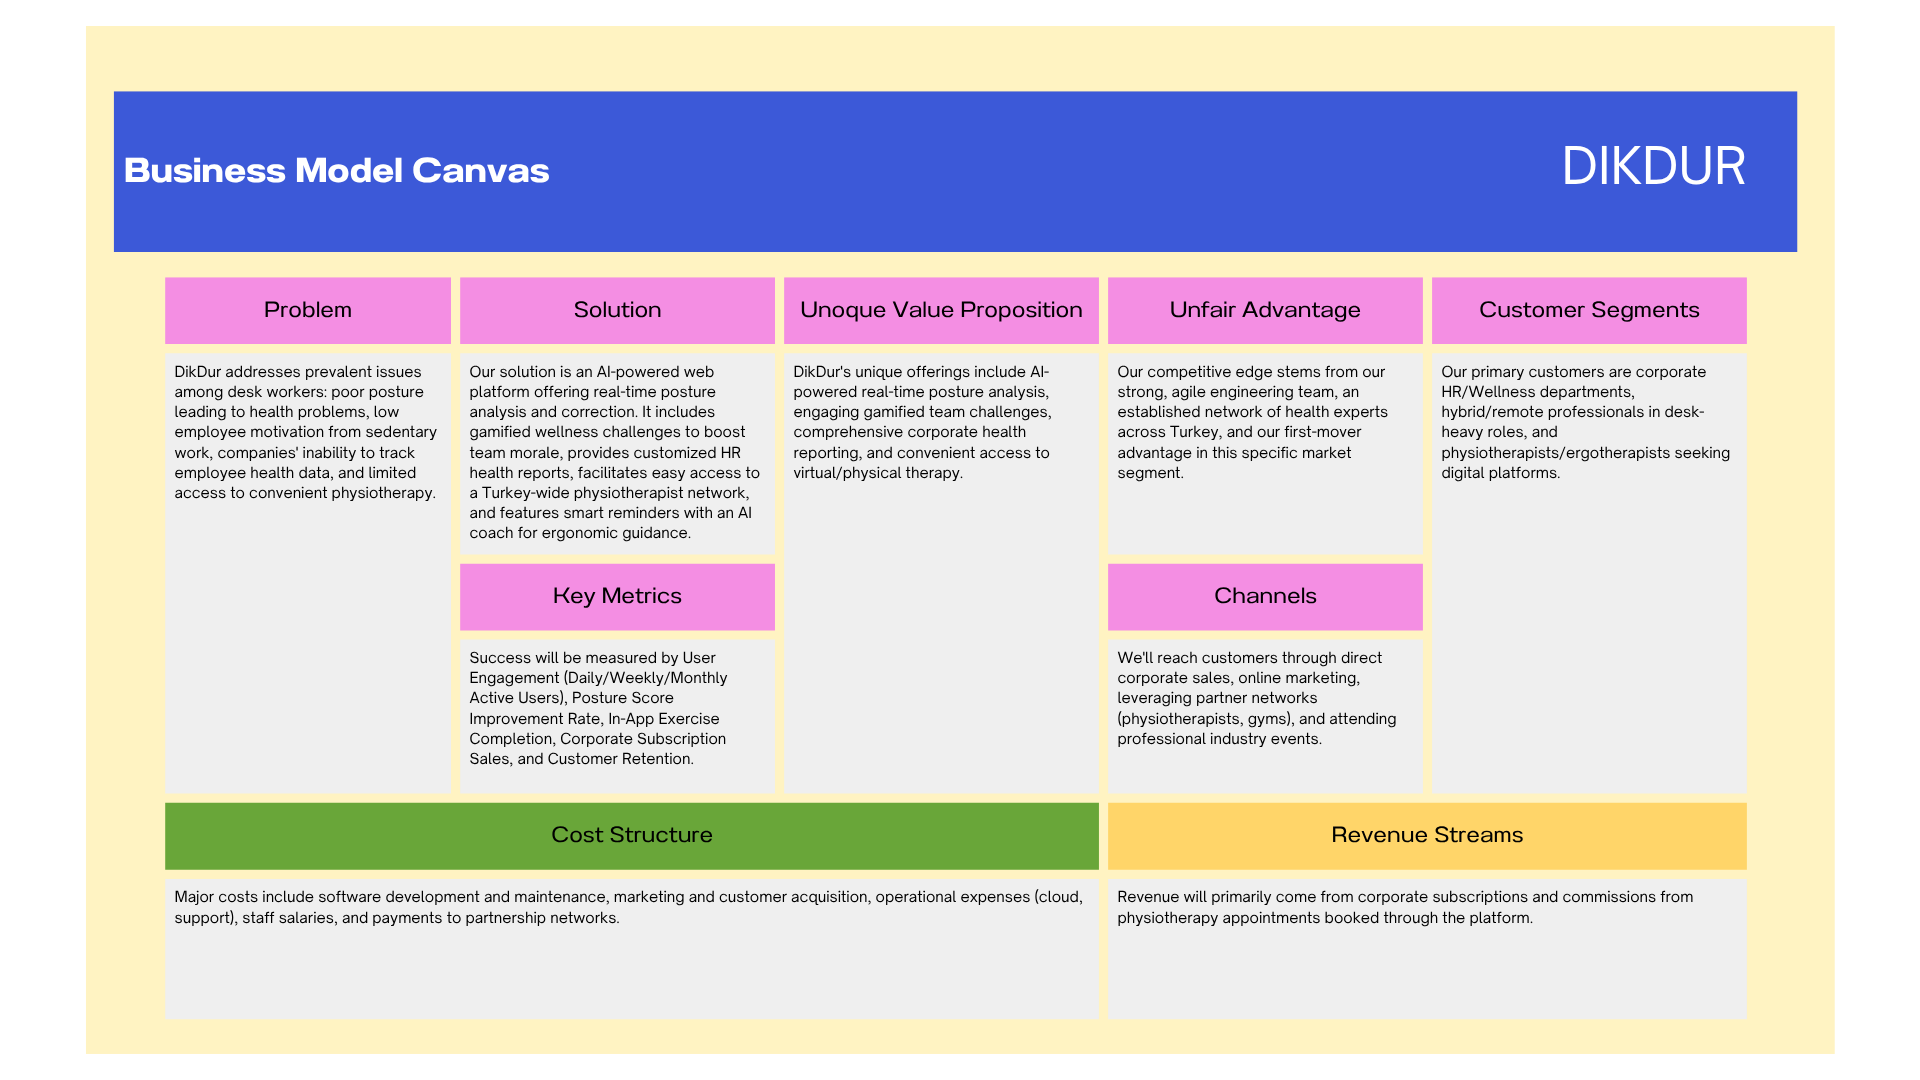 Business Model Canvas
DIKDUR
Problem
DikDur addresses prevalent issues
among desk workers: poor posture
leading to health problems, low
employee motivation from sedentary
work, companies' inability to track
employee health data, and limited
access to convenient physiotherapy.
Solution
Our solution is an AI-powered web
platform offering real-time posture
analysis and correction. It includes
gamified wellness challenges to boost
team morale, provides customized HR
health reports, facilitates easy access to
a Turkey-wide physiotherapist network,
and features smart reminders with an AI
coach for ergonomic guidance.
Key Metrics
Success will be measured by User
Engagement (Daily/Weekly/Monthly
Active Users), Posture Score
Improvement Rate, In-App Exercise
Completion, Corporate Subscription
Sales, and Customer Retention.
Unoque Value Proposition
DikDur's unique offerings include AI-
powered real-time posture analysis,
engaging gamified team challenges,
comprehensive corporate health
reporting, and convenient access to
virtual/physical therapy.
Unfair Advantage
Our competitive edge stems from our
strong, agile engineering team, an
established network of health experts
across Turkey, and our first-mover
advantage in this specific market
segment.
Channels
We'll reach customers through direct
corporate sales, online marketing,
leveraging partner networks
(physiotherapists, gyms), and attending
professional industry events.
Customer Segments
Our primary customers are corporate
HR/Wellness departments,
hybrid/remote professionals in desk-
heavy roles, and
physiotherapists/ergotherapists seeking
digital platforms.
Cost Structure
Major costs include software development and maintenance, marketing and customer acquisition, operational expenses (cloud,
support), staff salaries, and payments to partnership networks.
Revenue Streams
Revenue will primarily come from corporate subscriptions and commissions from
physiotherapy appointments booked through the platform.